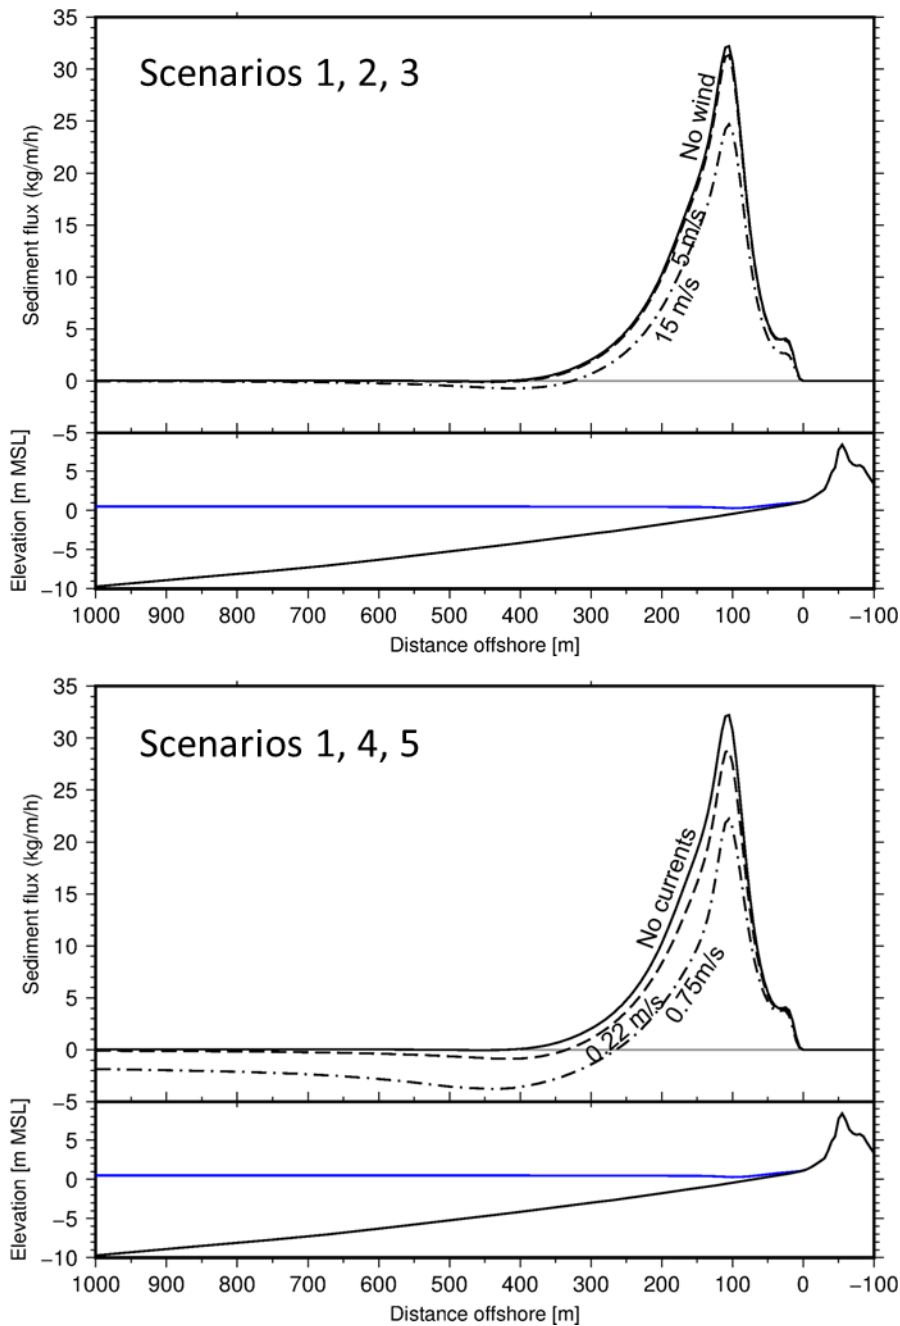 Scenarios 1, 2, 3
Sediment flux (kg/m/h)
35
30
25
20
15
10
5
0
−5
No wind
5 m/s
15 m/s
Elevation [m MSL]
5
0
−5
−10
1000 900 800 700 600 500 400 300 200 100 0 −100
Distance offshore [m]
Scenarios 1, 4, 5
Sediment flux (kg/m/h)
35
30
25
20
15
10
5
0
−5
No currents
0.22 m/s
0.75m/s
Elevation [m MSL]
5
0
−5
−10
1000 900 800 700 600 500 400 300 200 100 0 −100
Distance offshore [m]